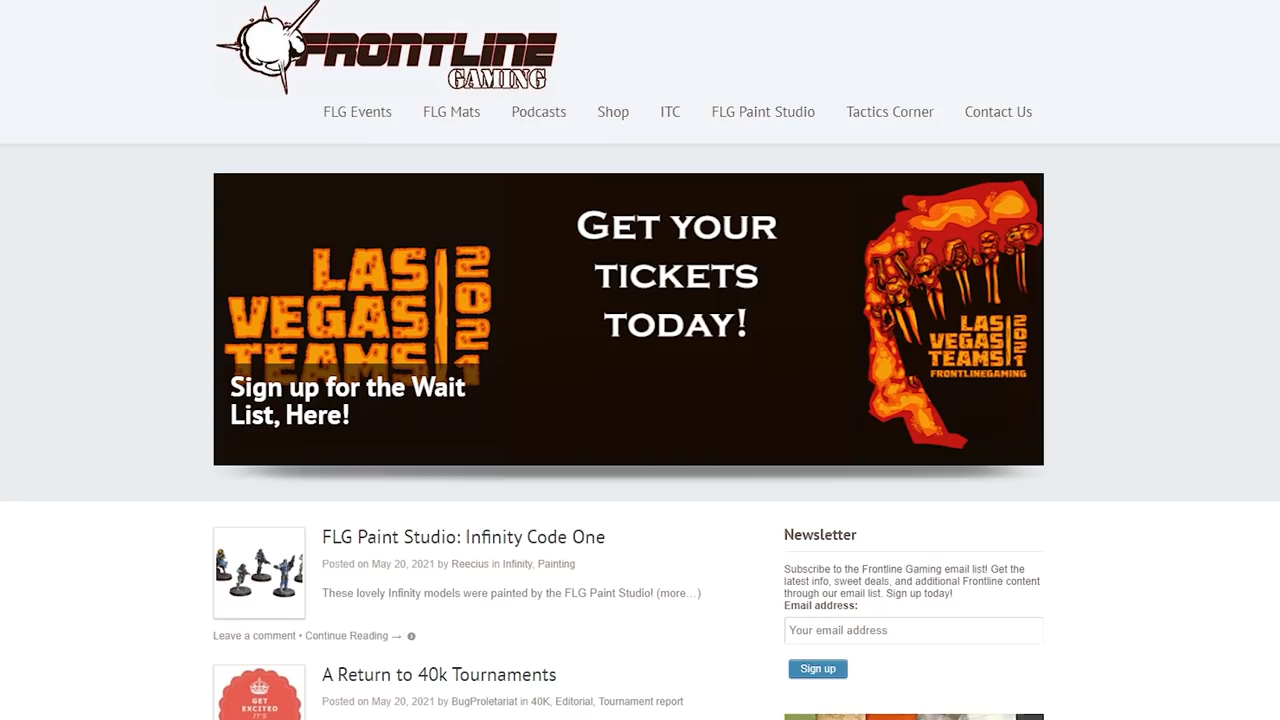 FRONTLINE
GAMING
FLG Events FLG Mats Podcasts Shop ITC FLG Paint Studio Tactics Corner Contact Us
LAS VEGAS TEAMS 2021
Sign up for the Wait
List, Here!
GET YOUR
TICKETS
TODAY!
LAS VEGAS TEAMS 2021
FRONTLINEGAMING
FLG Paint Studio: Infinity Code One
Posted on May 20, 2021 by Reecius in Infinity, Painting
These lovely Infinity models were painted by the FLG Paint Studio! (more…)
Leave a comment • Continue Reading →
A Return to 40k Tournaments
Posted on May 20, 2021 by BugProletariat in 40K, Editorial, Tournament report
GET
EXCITED
IT'S
Newsletter
Subscribe to the Frontline Gaming email list! Get the
latest info, sweet deals, and additional Frontline content
through our email list. Sign up today!
Email address:
Your email address
Sign up